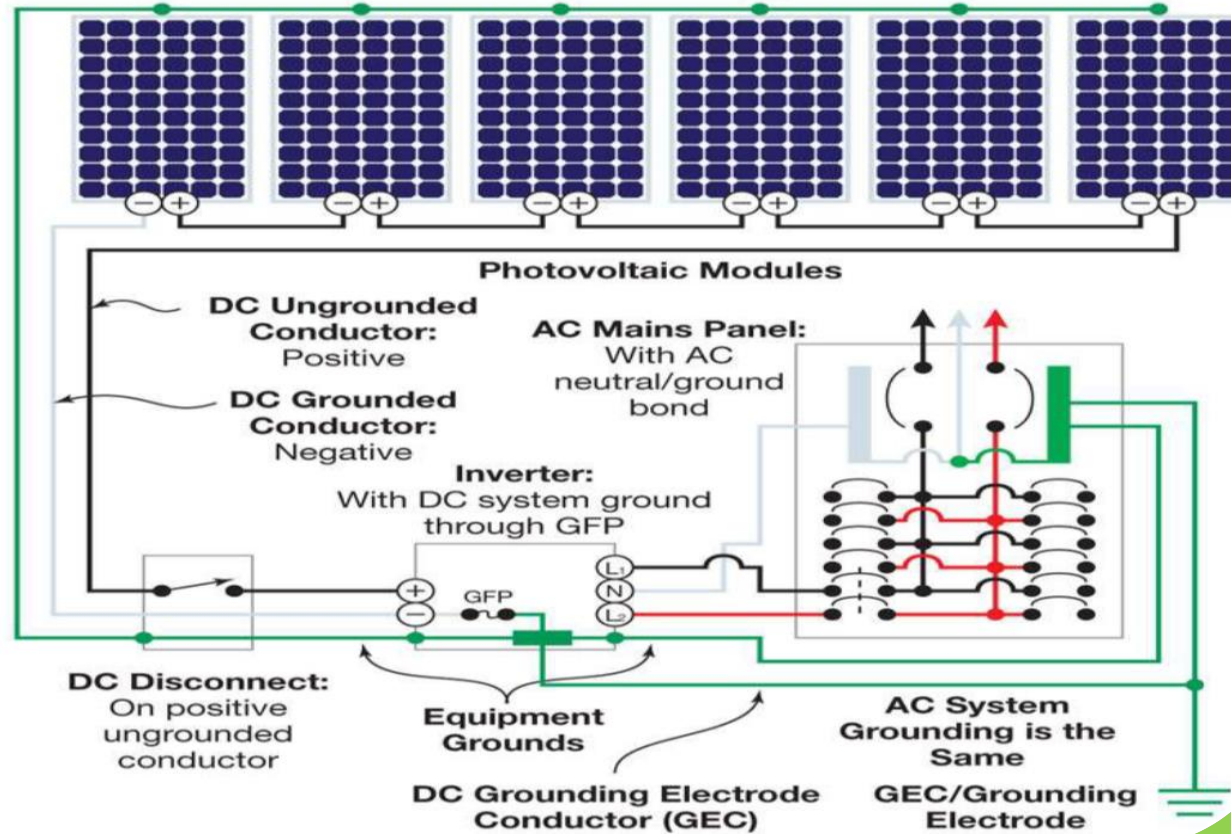 − + − + − + − + − + − +
Photovoltaic Modules
DC Ungrounded
Conductor:
Positive
DC Grounded
Conductor:
Negative
AC Mains Panel:
With AC
neutral/ground
bond
Inverter:
With DC system ground
through GFP
+
−
GFP
L1
N
L2
DC Disconnect:
On positive
ungrounded
conductor
Equipment
Grounds
DC Grounding Electrode
Conductor (GEC)
AC System
Grounding is the
Same
GEC/Grounding
Electrode